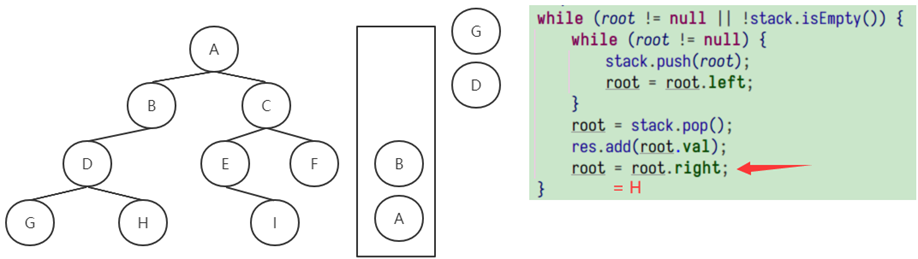 A
B
C
D
E
F
G
H
I
B
A
G
D
while (root != null || !stack.isEmpty()) {
    while (root != null) {
        stack.push(root);
        root = root.left;
    }
    root = stack.pop();
    res.add(root.val);
    root = root.right;
} = H